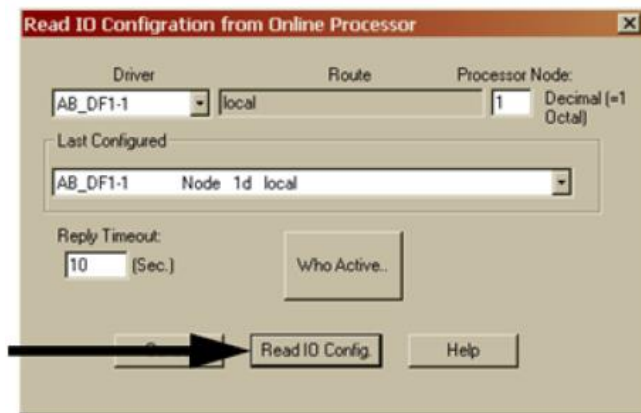 Read IO Configration from Online Processor
Driver Route Processor Node:
AB_DF1-1 local 1 Decimal (=1
Octal)
Last Configured
AB_DF1-1 Node 1d local
Reply Timeout:
10 (Sec.) Who Active..
Read IO Config. Help